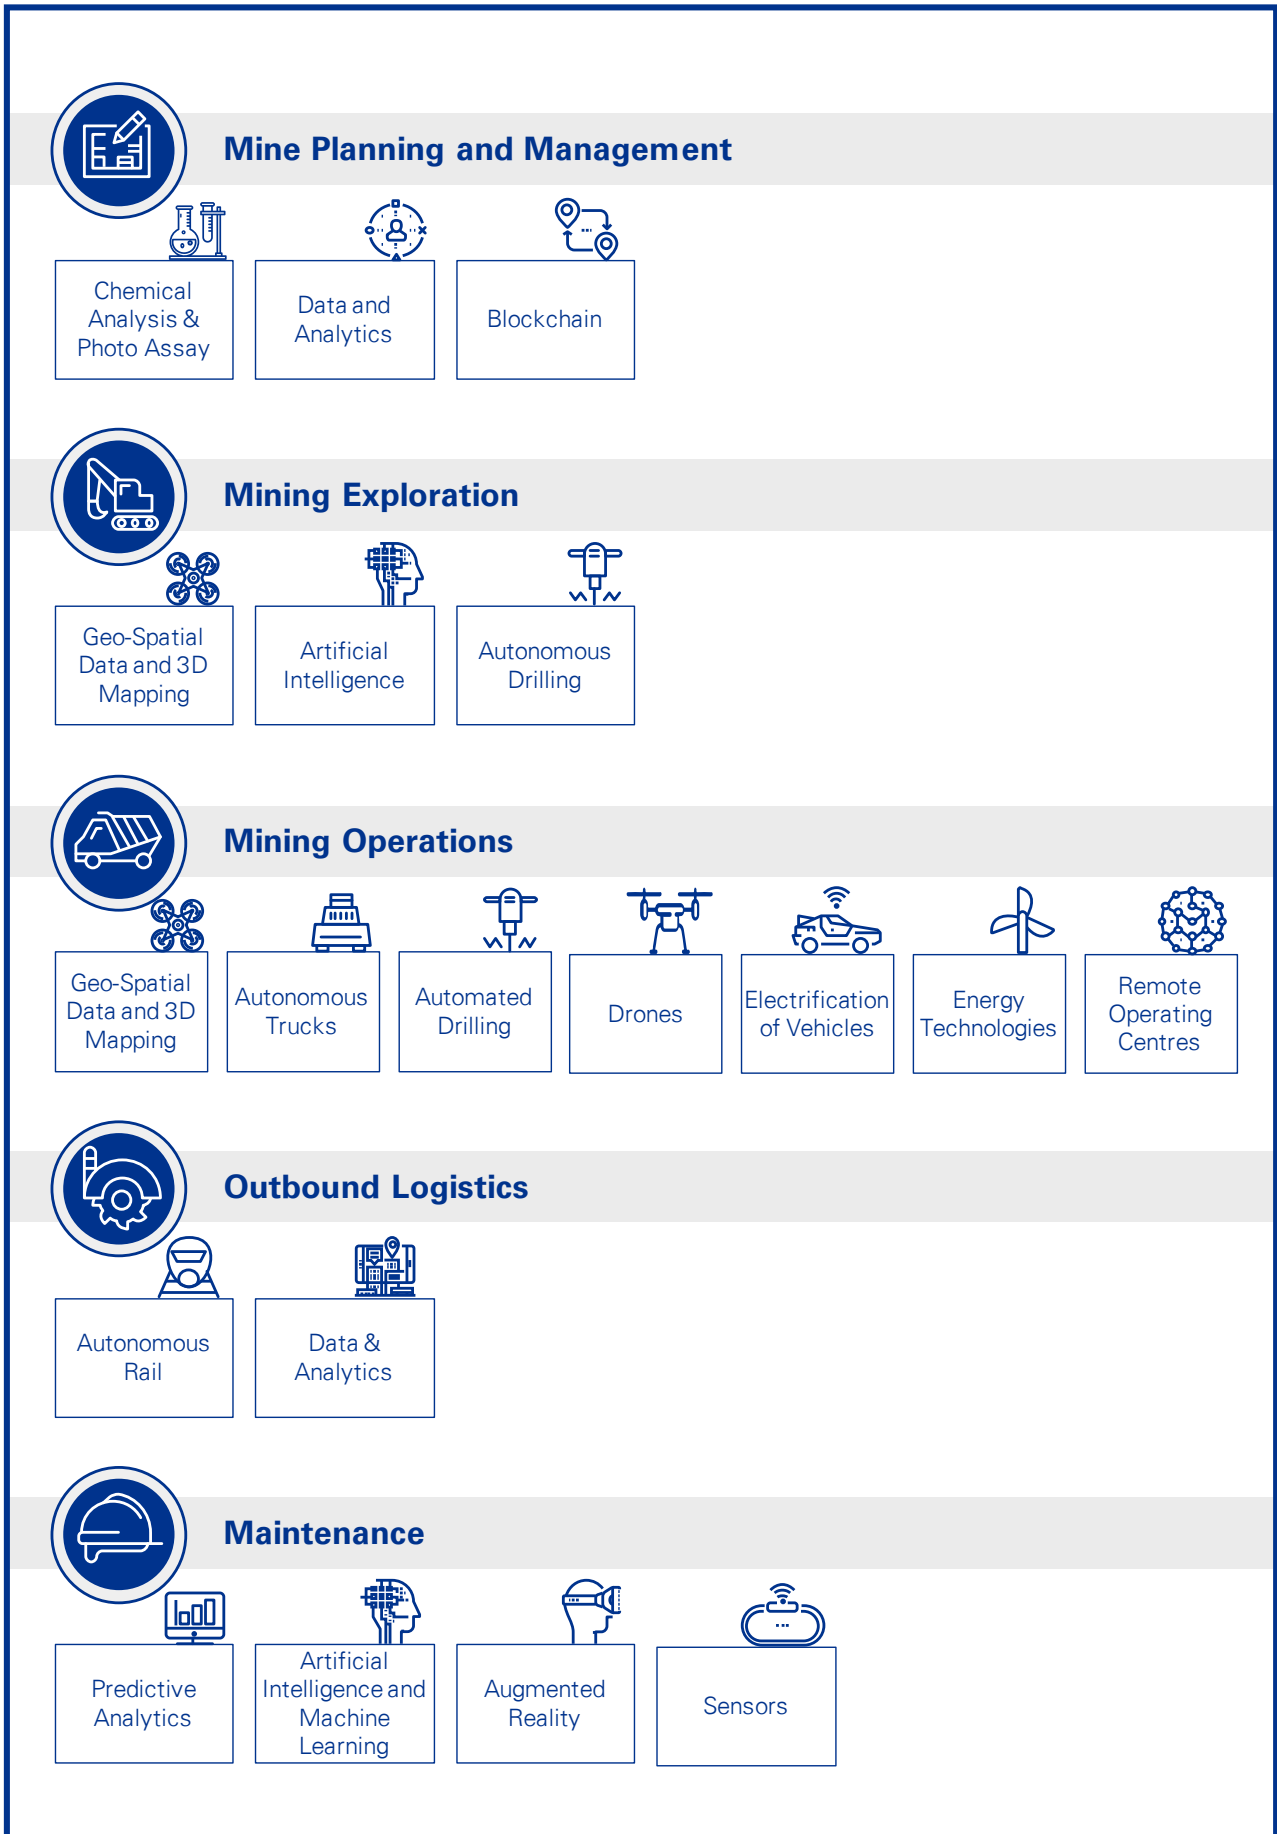 Mine Planning and Management
Chemical
Analysis &
Photo Assay
Data and
Analytics
Blockchain
Mining Exploration
Geo-Spatial
Data and 3D
Mapping
Artificial
Intelligence
Autonomous
Drilling
Mining Operations
Geo-Spatial
Data and 3D
Mapping
Autonomous
Trucks
Automated
Drilling
Drones
Electrification
of Vehicles
Energy
Technologies
Remote
Operating
Centres
Outbound Logistics
Autonomous
Rail
Data &
Analytics
Maintenance
Predictive
Analytics
Artificial
Intelligence and
Machine
Learning
Augmented
Reality
Sensors